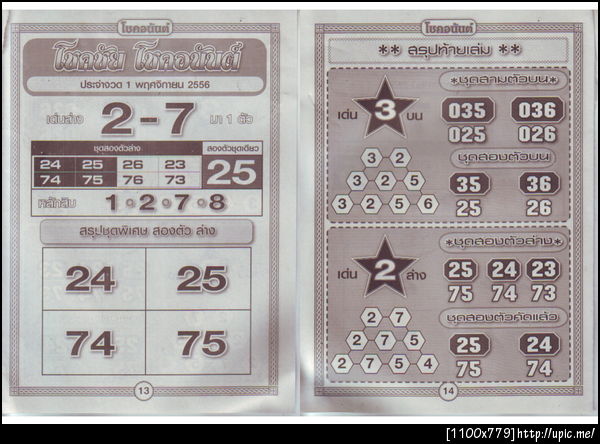 โชคอนันต์
โชคชัย โชคอนันต์
ประจำงวด 1 พฤศจิกายน 2556
เด่นล่าง 2 - 7 มา 1 ตัว
ชุดสองตัวล่าง สองตัวชุดเดียว
24 25 26 23 25
74 75 76 73
หลักสิบ 1 • 2 • 7 • 8
สรุปชุดพิเศษ สองตัว ล่าง
24 25
74 75
13
โชคอนันต์
** สรุปท้ายเล่ม **
*ชุดสามตัวบน*
เด่น 3 บน
035 036
025 026
ชุดสองตัวบน
3 2
3 2 5
3 2 5 6
35 36
25 26
*ชุดสองตัวล่าง*
เด่น 2 ล่าง
25 24 23
75 74 73
ชุดสองตัวคัดแล้ว
2 7
2 7 5
2 7 5 4
25 24
75 74
14
[1100x779]http://upic.me/